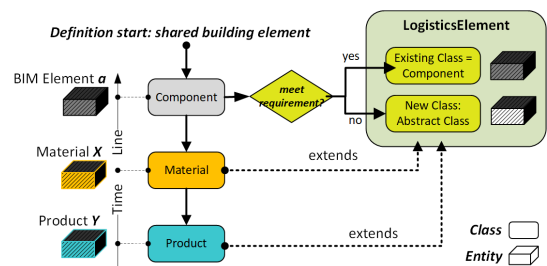 Definition start: shared building element
LogisticsElement
BIM Element a
Component
meet
requirement?
yes
no
Existing Class =
Component
New Class:
Abstract Class
Line
Time
Material X
Material
extends
Product Y
Product
extends
Class
Entity